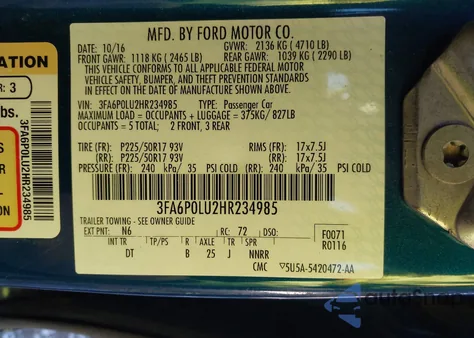 MFD. BY FORD MOTOR CO.
DATE: 10/16 GVWR: 2136 KG ( 4710 LB)
FRONT GAWR: 1118 KG ( 2465 LB) REAR GAWR: 1039 KG ( 2290 LB)
THIS VEHICLE CONFORMS TO ALL APPLICABLE FEDERAL MOTOR
VEHICLE SAFETY, BUMPER, AND THEFT PREVENTION STANDARDS IN
EFFECT ON THE DATE OF MANUFACTURE SHOWN ABOVE.
VIN: 3FA6P0LU2HR234985 TYPE: Passenger Car
MAXIMUM LOAD = OCCUPANTS + LUGGAGE = 375KG / 827LB
OCCUPANTS = 5 TOTAL; 2 FRONT, 3 REAR
TIRE (FR): P225/50R17 93V RIMS (FR): 17×7.5J
(RR): P225/50R17 93V (RR): 17×7.5J
PRESSURE (FR): 240 kPa/ 35 PSI COLD (RR): 240 kPa/ 35 PSI COLD
3FA6P0LU2HR234985
TRAILER TOWING - SEE OWNER GUIDE
EXT PNT: N6 RC: 72 DSO: F0071
INT TR TP/PS R AXLE TR SPR R0116
DT B 25 J NNRR
CMC 5U5A-5420472-AA
ATION
R: 3
lbs.
3FA6P0LU2HR234985
autoSnap